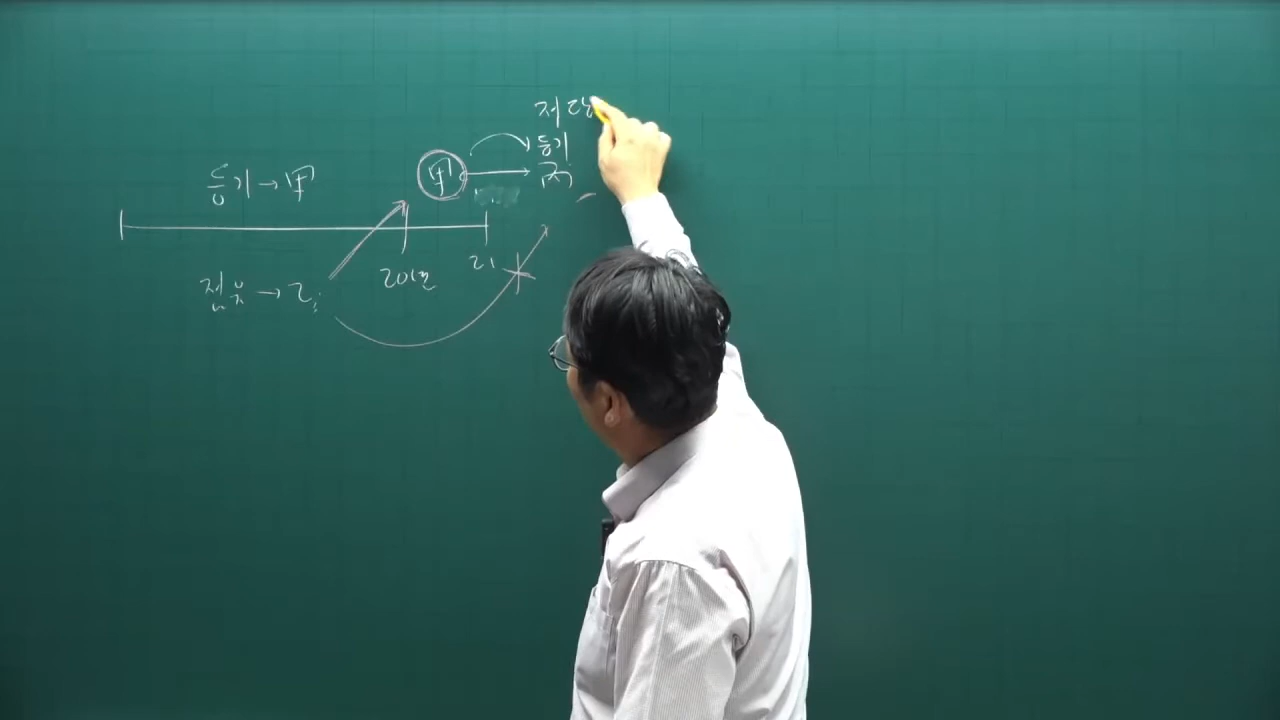 저당
등기
丙
甲
등기 → 甲
점유 → 乙
20년
21